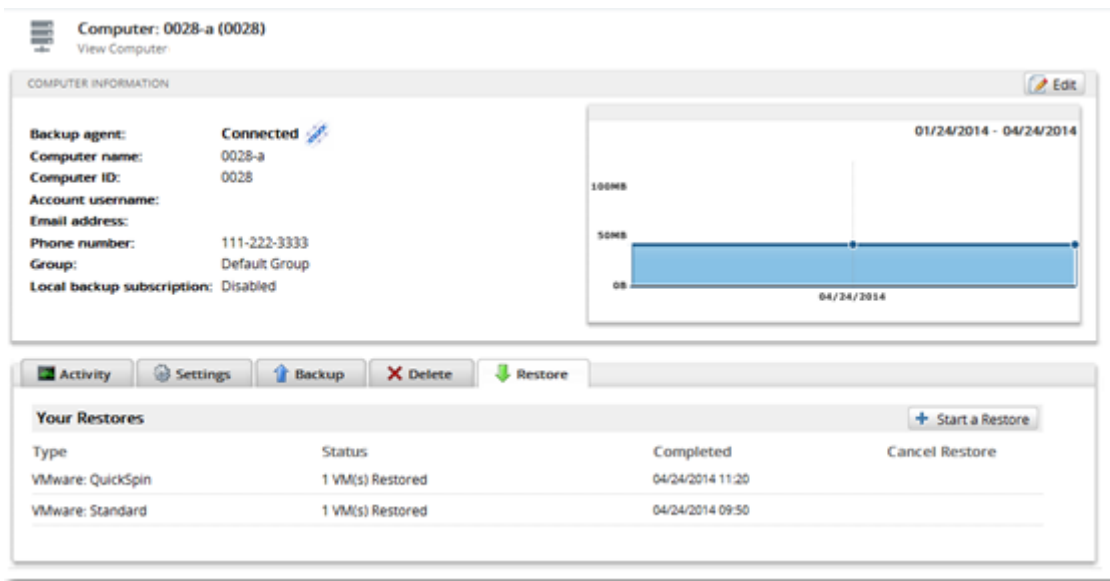 Computer: 0028-a (0028)
View Computer
COMPUTER INFORMATION
Edit
Backup agent: Connected
Computer name: 0028-a
Computer ID: 0028
Account username:
Email address:
Phone number: 111-222-3333
Group: Default Group
Local backup subscription: Disabled
01/24/2014 - 04/24/2014
100MB
50MB
0B
04/24/2014
Activity Settings Backup Delete Restore
Your Restores Start a Restore
Type Status Completed Cancel Restore
VMware: QuickSpin 1 VM(s) Restored 04/24/2014 11:20
VMware: Standard 1 VM(s) Restored 04/24/2014 09:50